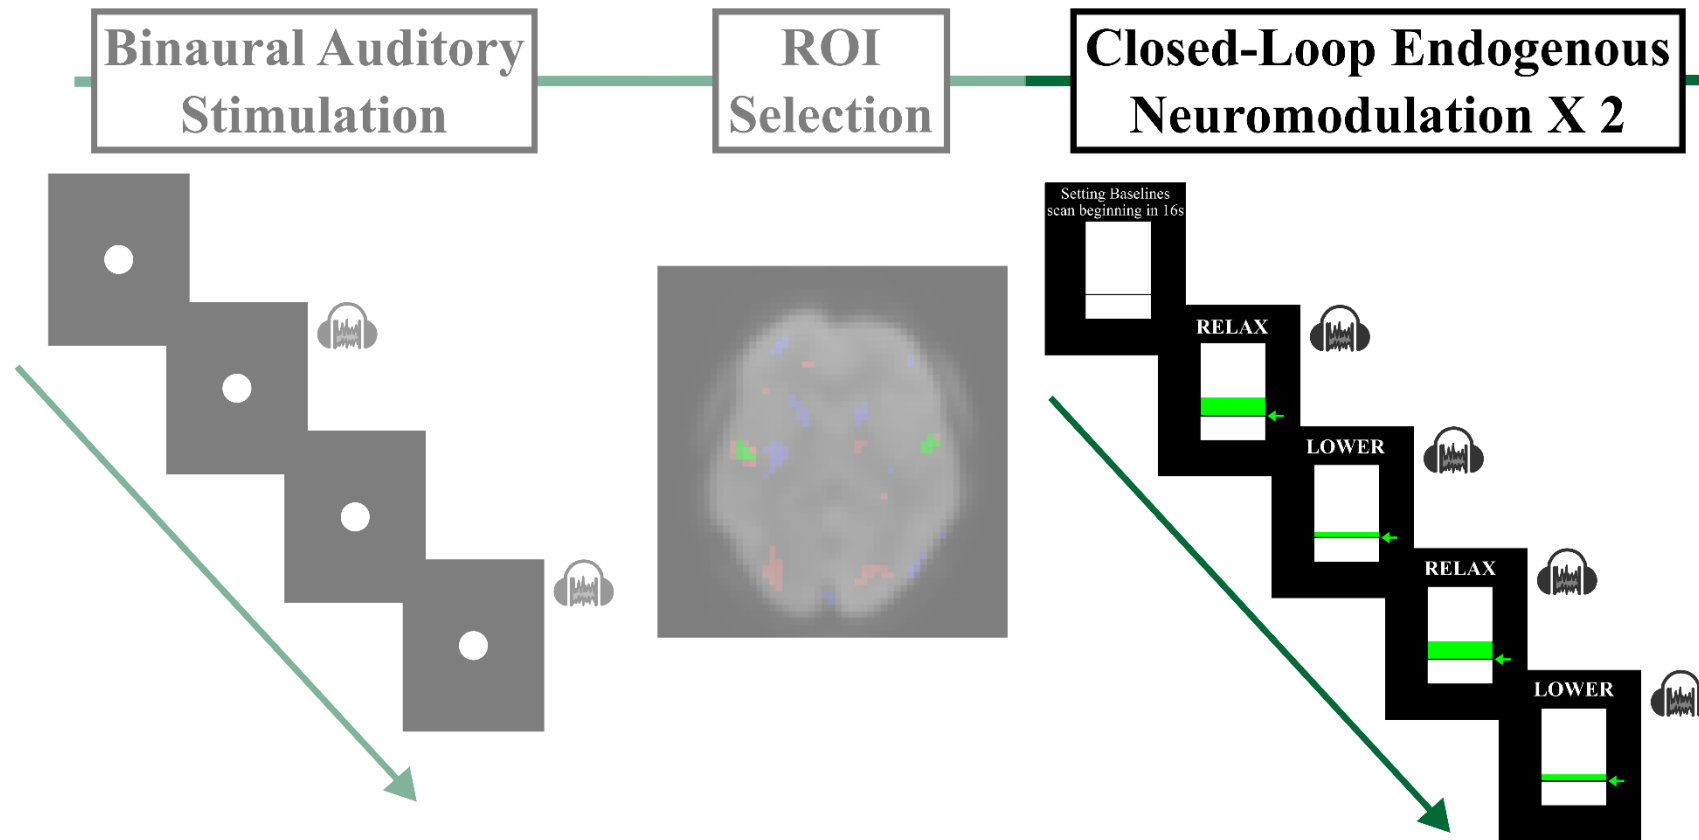 Binaural Auditory
Stimulation
ROI
Selection
Closed-Loop Endogenous
Neuromodulation X 2
Setting Baselines
scan beginning in 16s
RELAX
LOWER
RELAX
LOWER